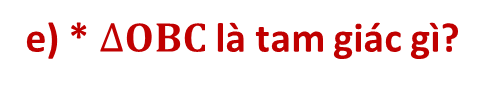 e) * ΔOBC là tam giác gì?